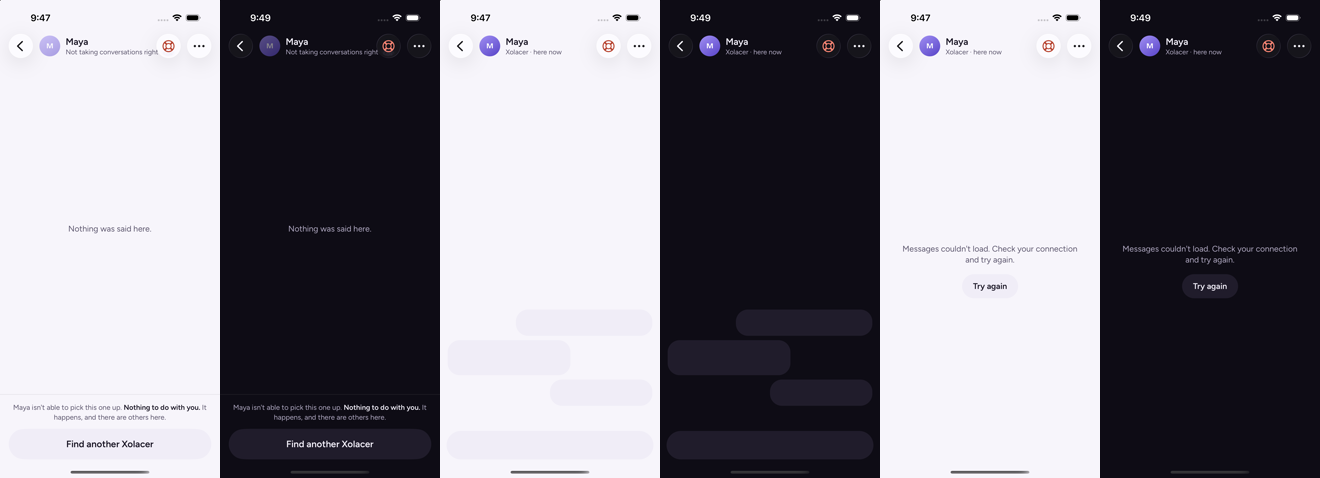 9:47
M
Maya
Not taking conversations right
Nothing was said here.
Maya isn't able to pick this one up. Nothing to do with you. It
happens, and there are others here.
Find another Xolacer
9:49
M
Maya
Not taking conversations right
Nothing was said here.
Maya isn't able to pick this one up. Nothing to do with you. It
happens, and there are others here.
Find another Xolacer
9:47
M
Maya
Xolacer · here now
9:49
M
Maya
Xolacer · here now
9:47
M
Maya
Xolacer · here now
Messages couldn't load. Check your connection
and try again.
Try again
9:49
M
Maya
Xolacer · here now
Messages couldn't load. Check your connection
and try again.
Try again